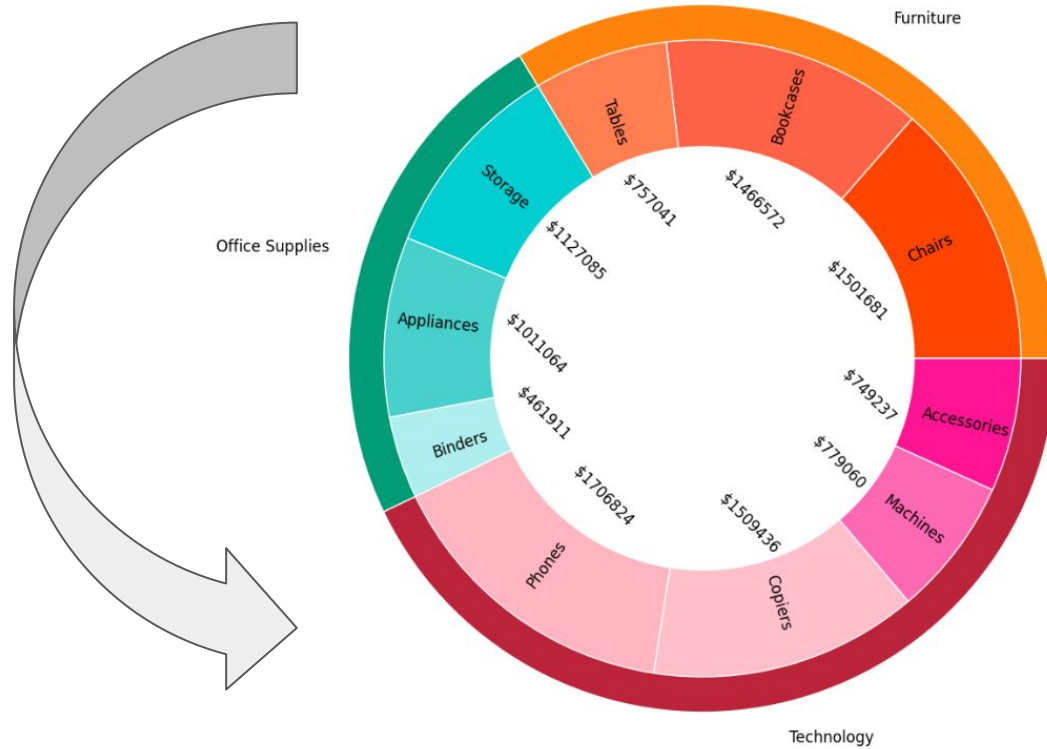 Furniture
Bookcases
Tables
Storage
$757041
$1466572
Chairs
Office Supplies
$1127085
$1501681
Appliances
$1011064
$749237
Accessories
$461911
Binders
$779060
Machines
$1706824
$1509436
Phones
Copiers
Technology